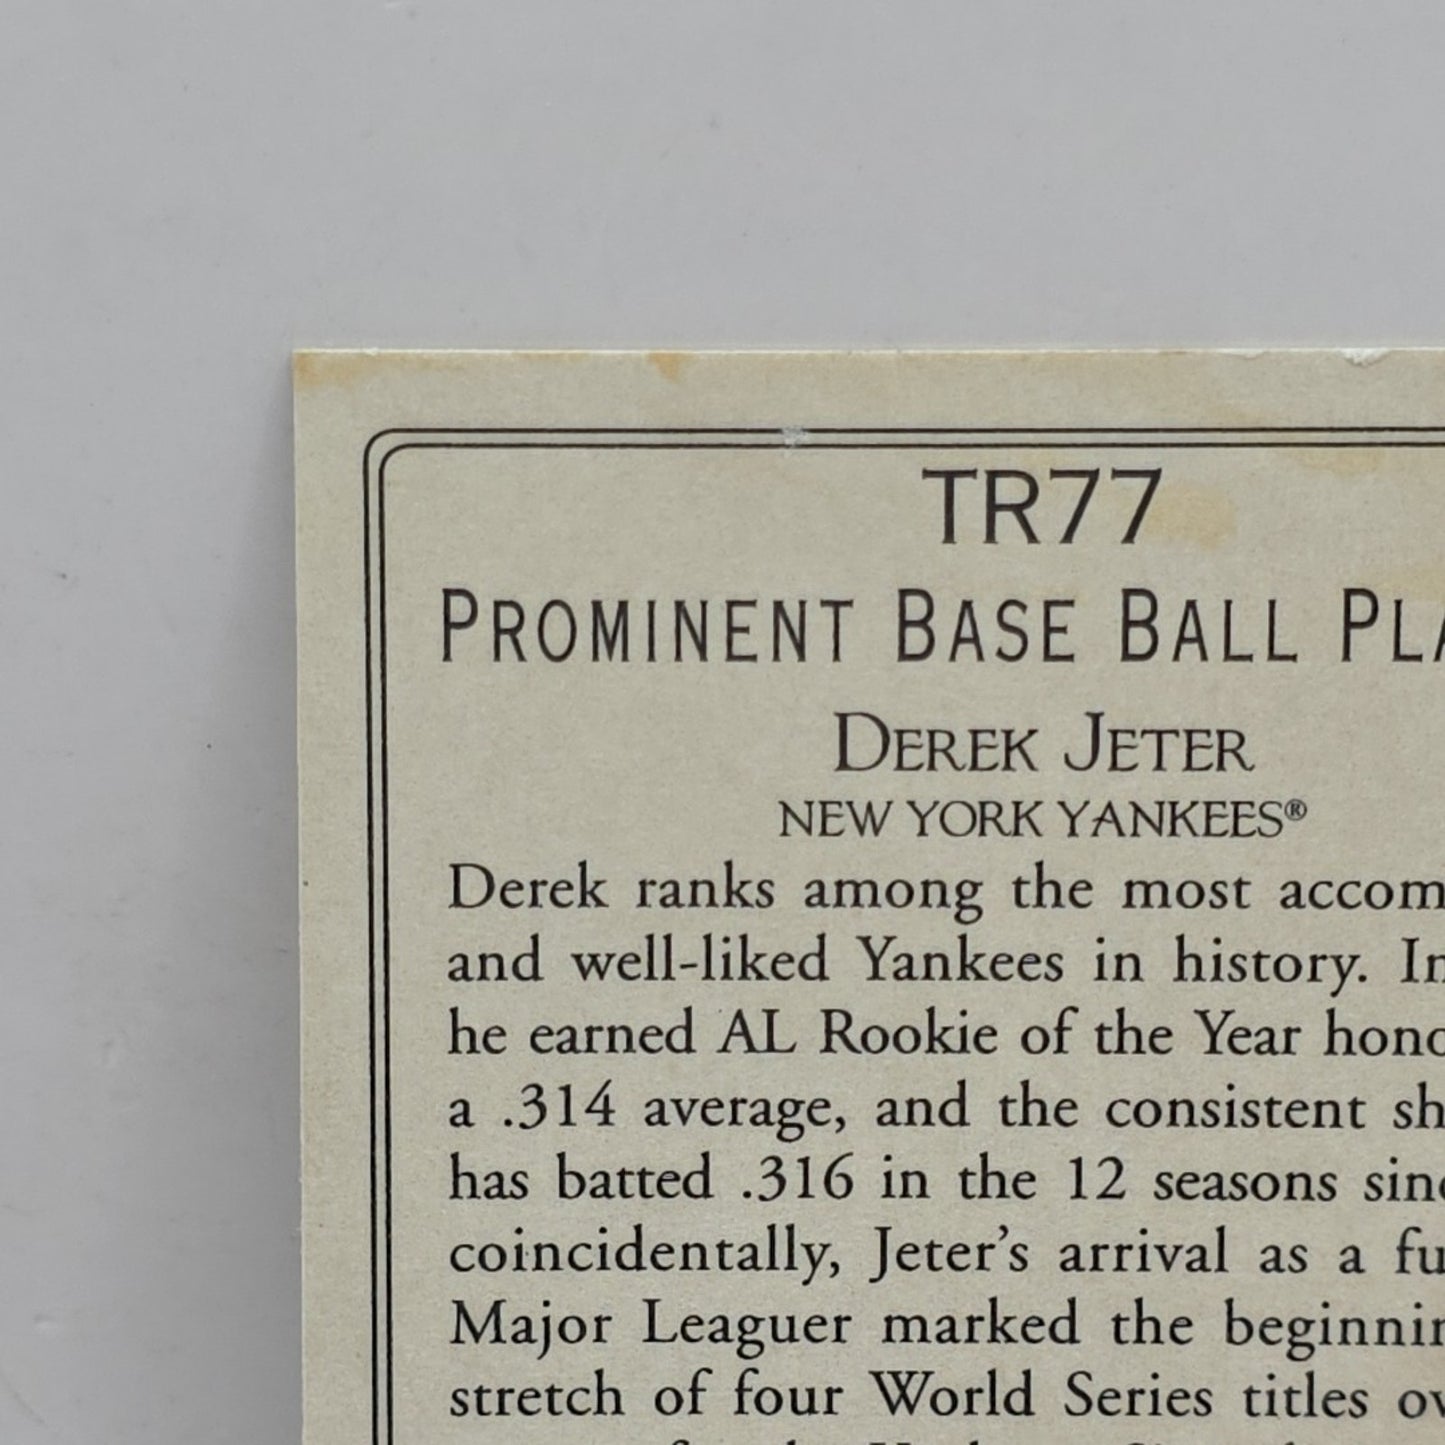 TR77
PROMINENT BASE BALL PLA
DEREK JETER
NEW YORK YANKEES®
Derek ranks among the most accom
and well-liked Yankees in history. In
he earned AL Rookie of the Year hono
a .314 average, and the consistent sh
has batted .316 in the 12 seasons sinc
coincidentally, Jeter's arrival as a fu
Major Leaguer marked the beginnin
stretch of four World Series titles ov